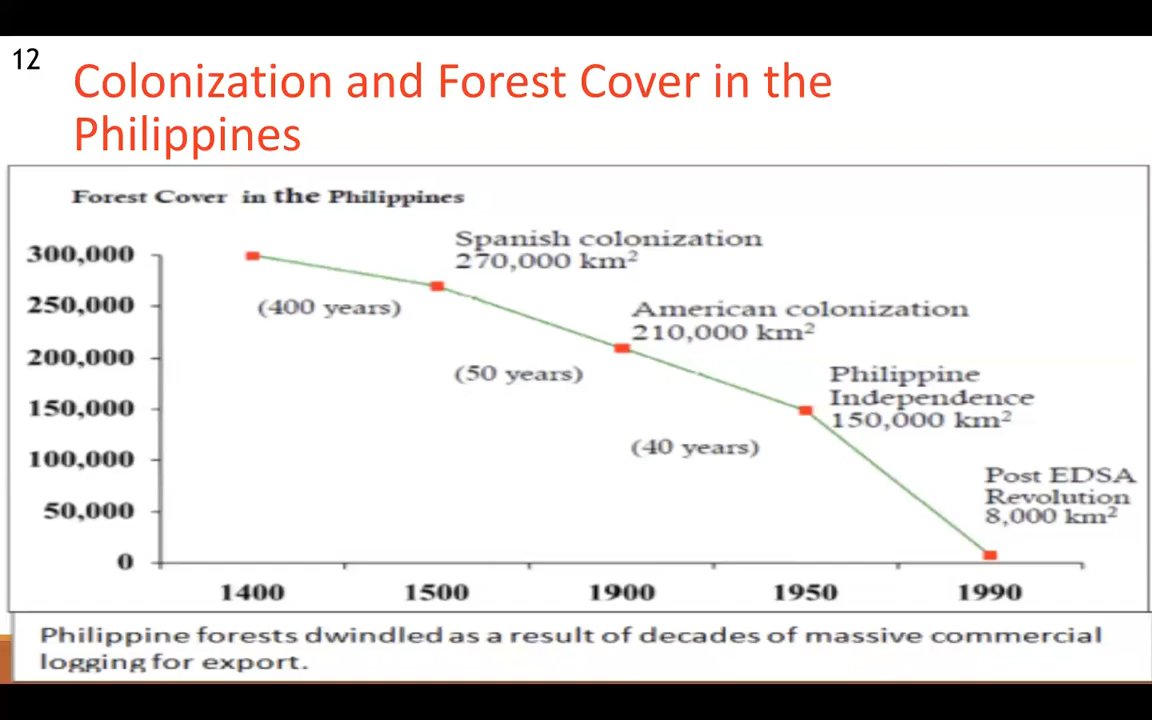 12
Colonization and Forest Cover in the
Philippines
Forest Cover in the Philippines
300,000
250,000
200,000
150,000
100,000
50,000
0
Spanish colonization
270,000 km²
(400 years)
American colonization
210,000 km²
(50 years)
Philippine
Independence
150,000 km²
(40 years)
Post EDSA
Revolution
8,000 km²
1400 1500 1900 1950 1990
Philippine forests dwindled as a result of decades of massive commercial
logging for export.